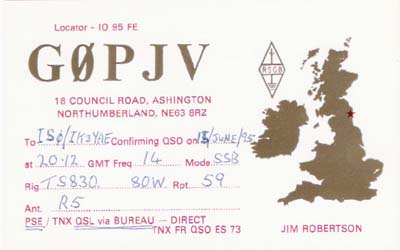 Locator - IO 95 FE
GØPJV
RSGB
18 COUNCIL ROAD, ASHINGTON
NORTHUMBERLAND, NE63 8RZ
To ISØ/IK3YAE Confirming QSO on 13/JUNE/95
at 20.12 GMT Freq 14 Mode SSB
Rig TS830 80W. Rpt. 59
Ant. R5
PSE / TNX QSL via BUREAU — DIRECT
TNX FR QSO ES 73
JIM ROBERTSON